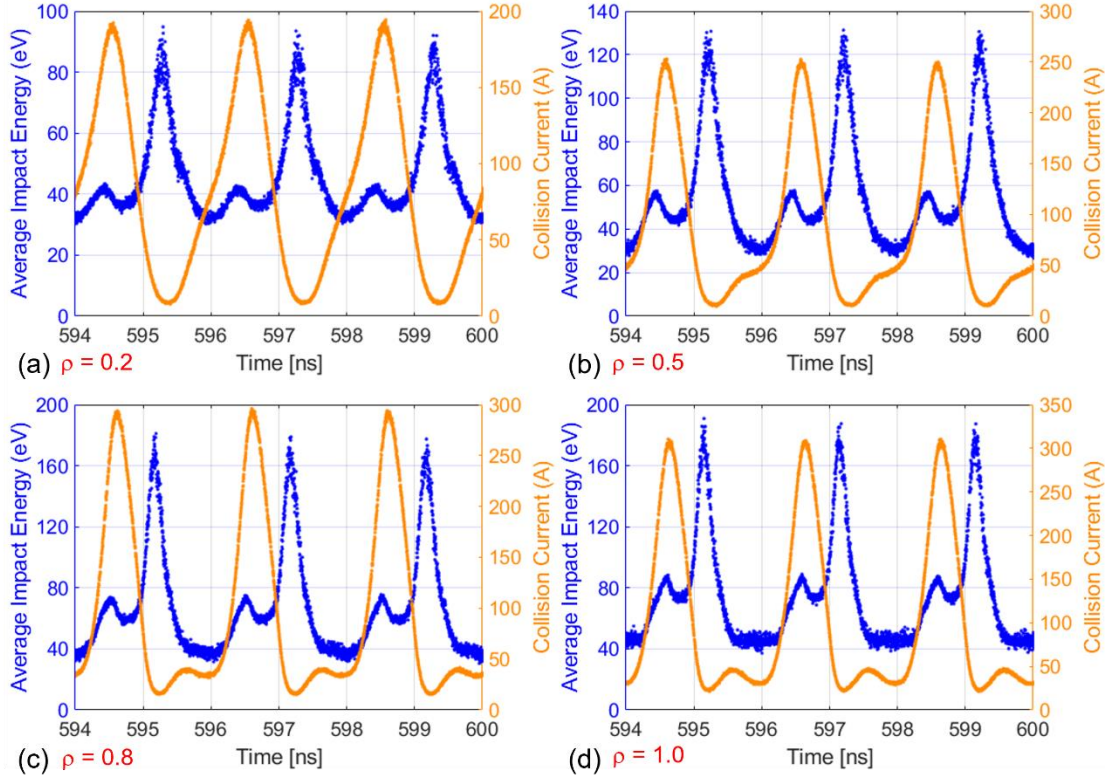 100
80
60
40
20
0
Average Impact Energy (eV)
200
150
100
50
0
Collision Current (A)
594 595 596 597 598 599 600
Time [ns]
(a) ρ = 0.2
140
120
100
80
60
40
20
0
Average Impact Energy (eV)
300
250
200
150
100
50
0
Collision Current (A)
594 595 596 597 598 599 600
Time [ns]
(b) ρ = 0.5
200
160
120
80
40
0
Average Impact Energy (eV)
300
250
200
150
100
50
0
Collision Current (A)
594 595 596 597 598 599 600
Time [ns]
(c) ρ = 0.8
200
160
120
80
40
0
Average Impact Energy (eV)
350
300
250
200
150
100
50
0
Collision Current (A)
594 595 596 597 598 599 600
Time [ns]
(d) ρ = 1.0